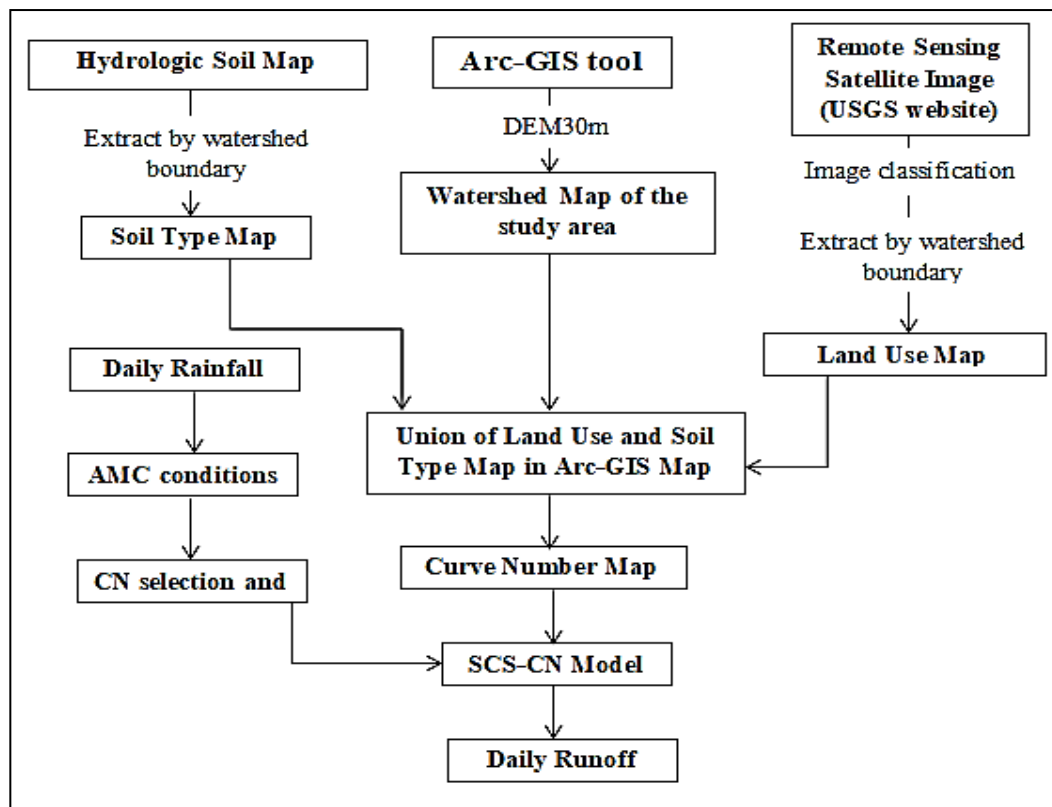 Hydrologic Soil Map
Extract by watershed
boundary
Soil Type Map
Arc-GIS tool
DEM30m
Watershed Map of the
study area
Remote Sensing
Satellite Image
(USGS website)
Image classification
Extract by watershed
boundary
Land Use Map
Daily Rainfall
AMC conditions
CN selection and
Union of Land Use and Soil
Type Map in Arc-GIS Map
Curve Number Map
SCS-CN Model
Daily Runoff